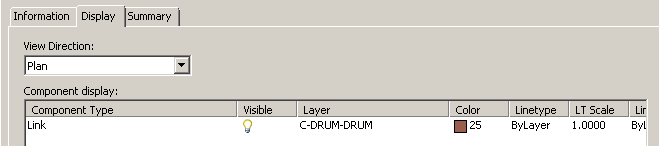 Information Display Summary
View Direction:
Plan
Component display:
Component Type Visible Layer Color Linetype LT Scale Lin
Link C-DRUM-DRUM 25 ByLayer 1.0000 ByL